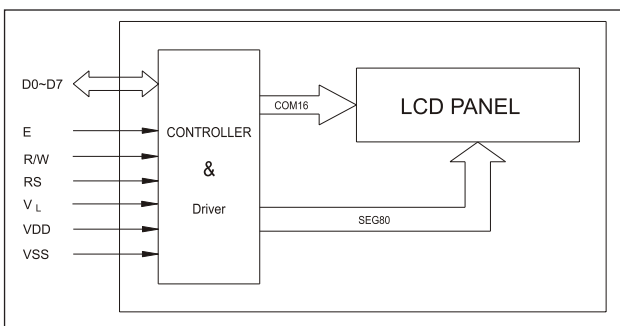 D0~D7
E
R/W
RS
V L
VDD
VSS
CONTROLLER
&
Driver
COM16
SEG80
LCD PANEL